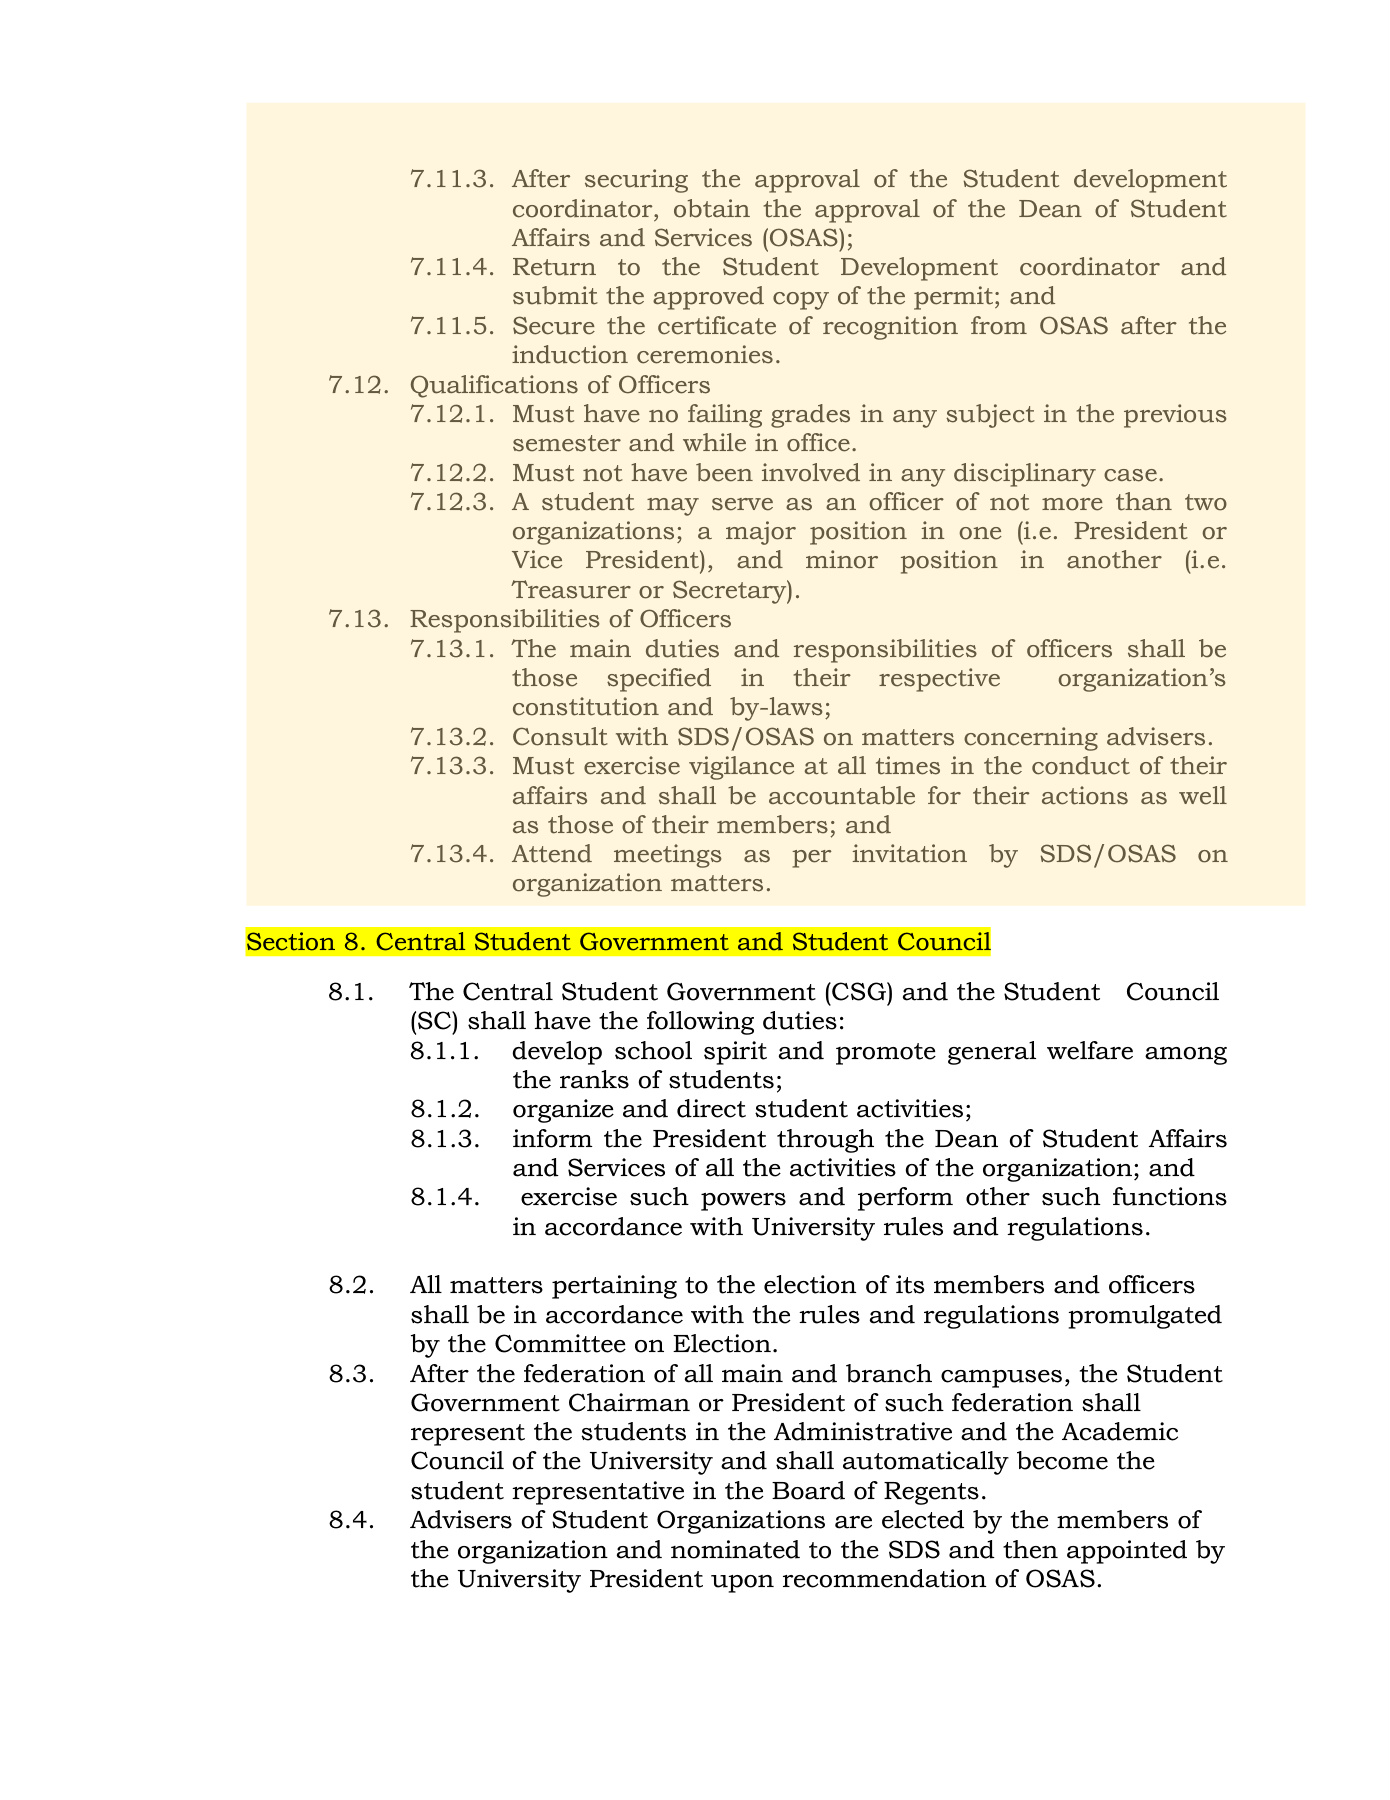 7.11.3. After securing the approval of the Student development
coordinator, obtain the approval of the Dean of Student
Affairs and Services (OSAS);
7.11.4. Return to the Student Development coordinator and
submit the approved copy of the permit; and
7.11.5. Secure the certificate of recognition from OSAS after the
induction ceremonies.
7.12. Qualifications of Officers
7.12.1. Must have no failing grades in any subject in the previous
semester and while in office.
7.12.2. Must not have been involved in any disciplinary case.
7.12.3. A student may serve as an officer of not more than two
organizations; a major position in one (i.e. President or
Vice President), and minor position in another (i.e.
Treasurer or Secretary).
7.13. Responsibilities of Officers
7.13.1. The main duties and responsibilities of officers shall be
those specified in their respective organization’s
constitution and by-laws;
7.13.2. Consult with SDS/OSAS on matters concerning advisers.
7.13.3. Must exercise vigilance at all times in the conduct of their
affairs and shall be accountable for their actions as well
as those of their members; and
7.13.4. Attend meetings as per invitation by SDS/OSAS on
organization matters.
Section 8. Central Student Government and Student Council
8.1. The Central Student Government (CSG) and the Student Council
(SC) shall have the following duties:
8.1.1. develop school spirit and promote general welfare among
the ranks of students;
8.1.2. organize and direct student activities;
8.1.3. inform the President through the Dean of Student Affairs
and Services of all the activities of the organization; and
8.1.4. exercise such powers and perform other such functions
in accordance with University rules and regulations.
8.2. All matters pertaining to the election of its members and officers
shall be in accordance with the rules and regulations promulgated
by the Committee on Election.
8.3. After the federation of all main and branch campuses, the Student
Government Chairman or President of such federation shall
represent the students in the Administrative and the Academic
Council of the University and shall automatically become the
student representative in the Board of Regents.
8.4. Advisers of Student Organizations are elected by the members of
the organization and nominated to the SDS and then appointed by
the University President upon recommendation of OSAS.